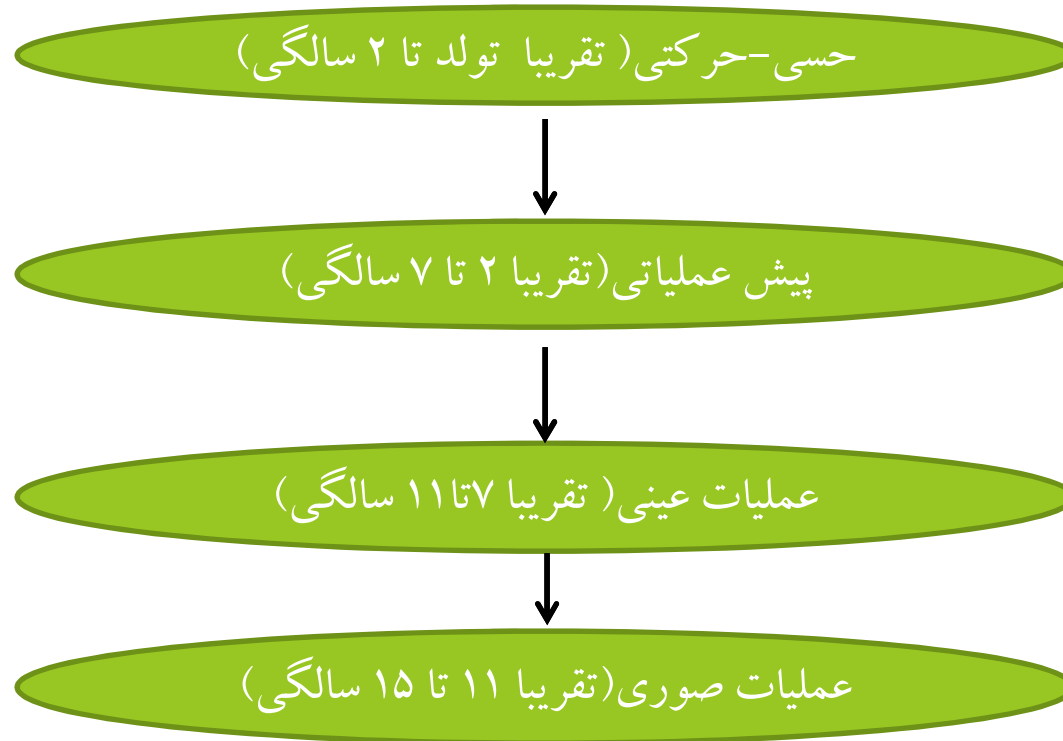 حسی-حرکتی( تقریبا تولد تا ۲ سالگی)
پیش عملیاتی(تقریبا ۲ تا ۷ سالگی)
عملیات عینی( تقریبا ۷تا۱۱ سالگی)
عملیات صوری(تقریبا ۱۱ تا ۱۵ سالگی)